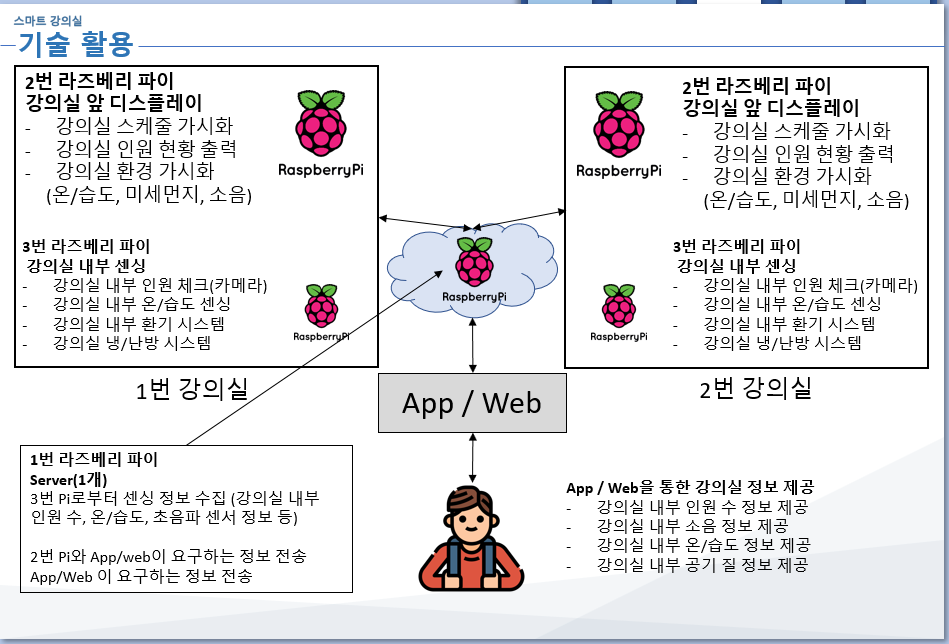 스마트 강의실
기술 활용
2번 라즈베리 파이
강의실 앞 디스플레이
- 강의실 스케줄 가시화
- 강의실 인원 현황 출력
- 강의실 환경 가시화
(온/습도, 미세먼지, 소음)
RaspberryPi
3번 라즈베리 파이
강의실 내부 센싱
- 강의실 내부 인원 체크(카메라)
- 강의실 내부 온/습도 센싱
- 강의실 내부 환기 시스템
- 강의실 냉/난방 시스템
RaspberryPi
1번 강의실
RaspberryPi
2번 라즈베리 파이
강의실 앞 디스플레이
- 강의실 스케줄 가시화
- 강의실 인원 현황 출력
- 강의실 환경 가시화
(온/습도, 미세먼지, 소음)
RaspberryPi
3번 라즈베리 파이
강의실 내부 센싱
- 강의실 내부 인원 체크(카메라)
- 강의실 내부 온/습도 센싱
- 강의실 내부 환기 시스템
- 강의실 냉/난방 시스템
RaspberryPi
2번 강의실
App / Web
1번 라즈베리 파이
Server(1개)
3번 Pi로부터 센싱 정보 수집 (강의실 내부
인원 수, 온/습도, 초음파 센서 정보 등)
2번 Pi와 App/web이 요구하는 정보 전송
App/Web 이 요구하는 정보 전송
App / Web을 통한 강의실 정보 제공
- 강의실 내부 인원 수 정보 제공
- 강의실 내부 소음 정보 제공
- 강의실 내부 온/습도 정보 제공
- 강의실 내부 공기 질 정보 제공